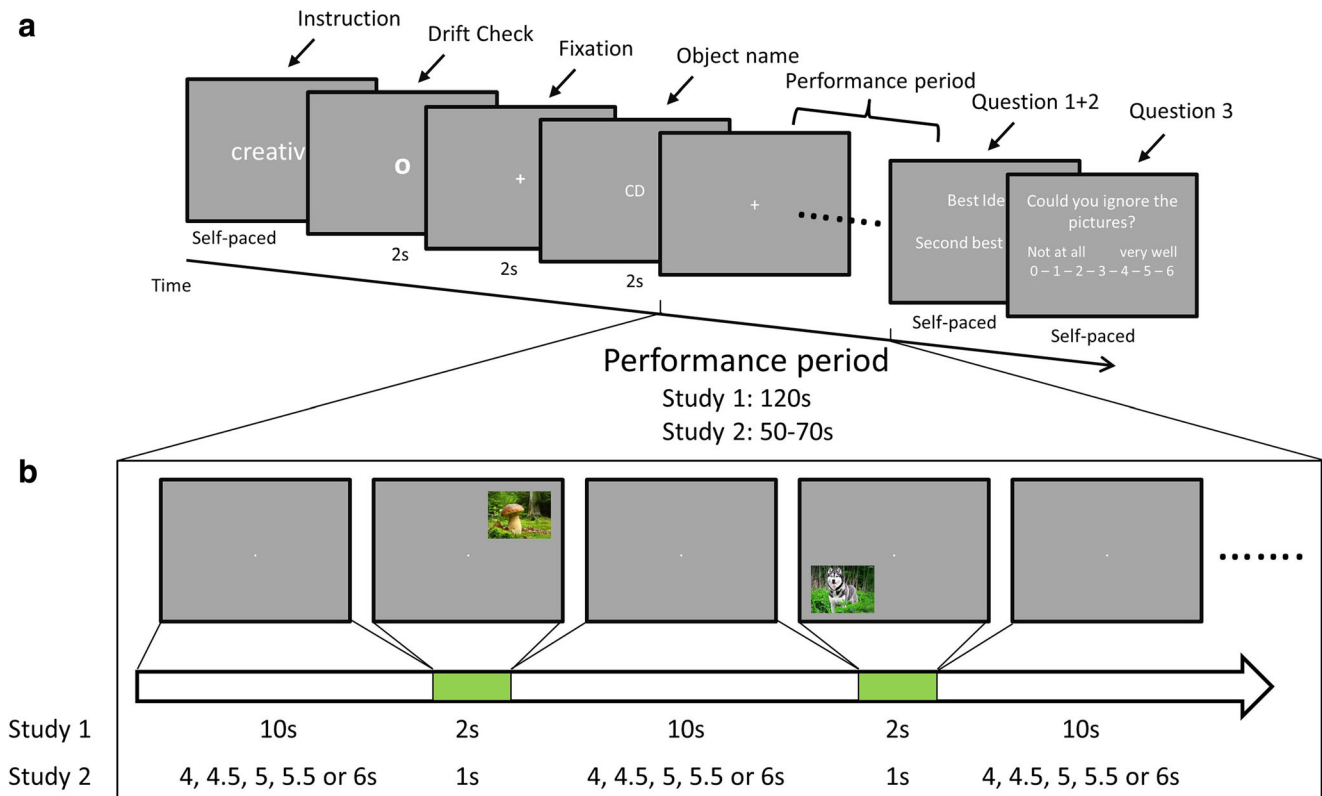 a
Instruction
Drift Check
Fixation
Object name
Performance period
Question 1+2
Question 3
creativ
o
+
CD
+
Best Ide
Second best
Could you ignore the
pictures?
Not at all very well
0 – 1 – 2 – 3 – 4 – 5 – 6
Self-paced
2s
2s
2s
Self-paced
Self-paced
Time
Performance period
Study 1: 120s
Study 2: 50-70s
b
Study 1 10s 2s 10s 2s 10s
Study 2 4, 4.5, 5, 5.5 or 6s 1s 4, 4.5, 5, 5.5 or 6s 1s 4, 4.5, 5, 5.5 or 6s